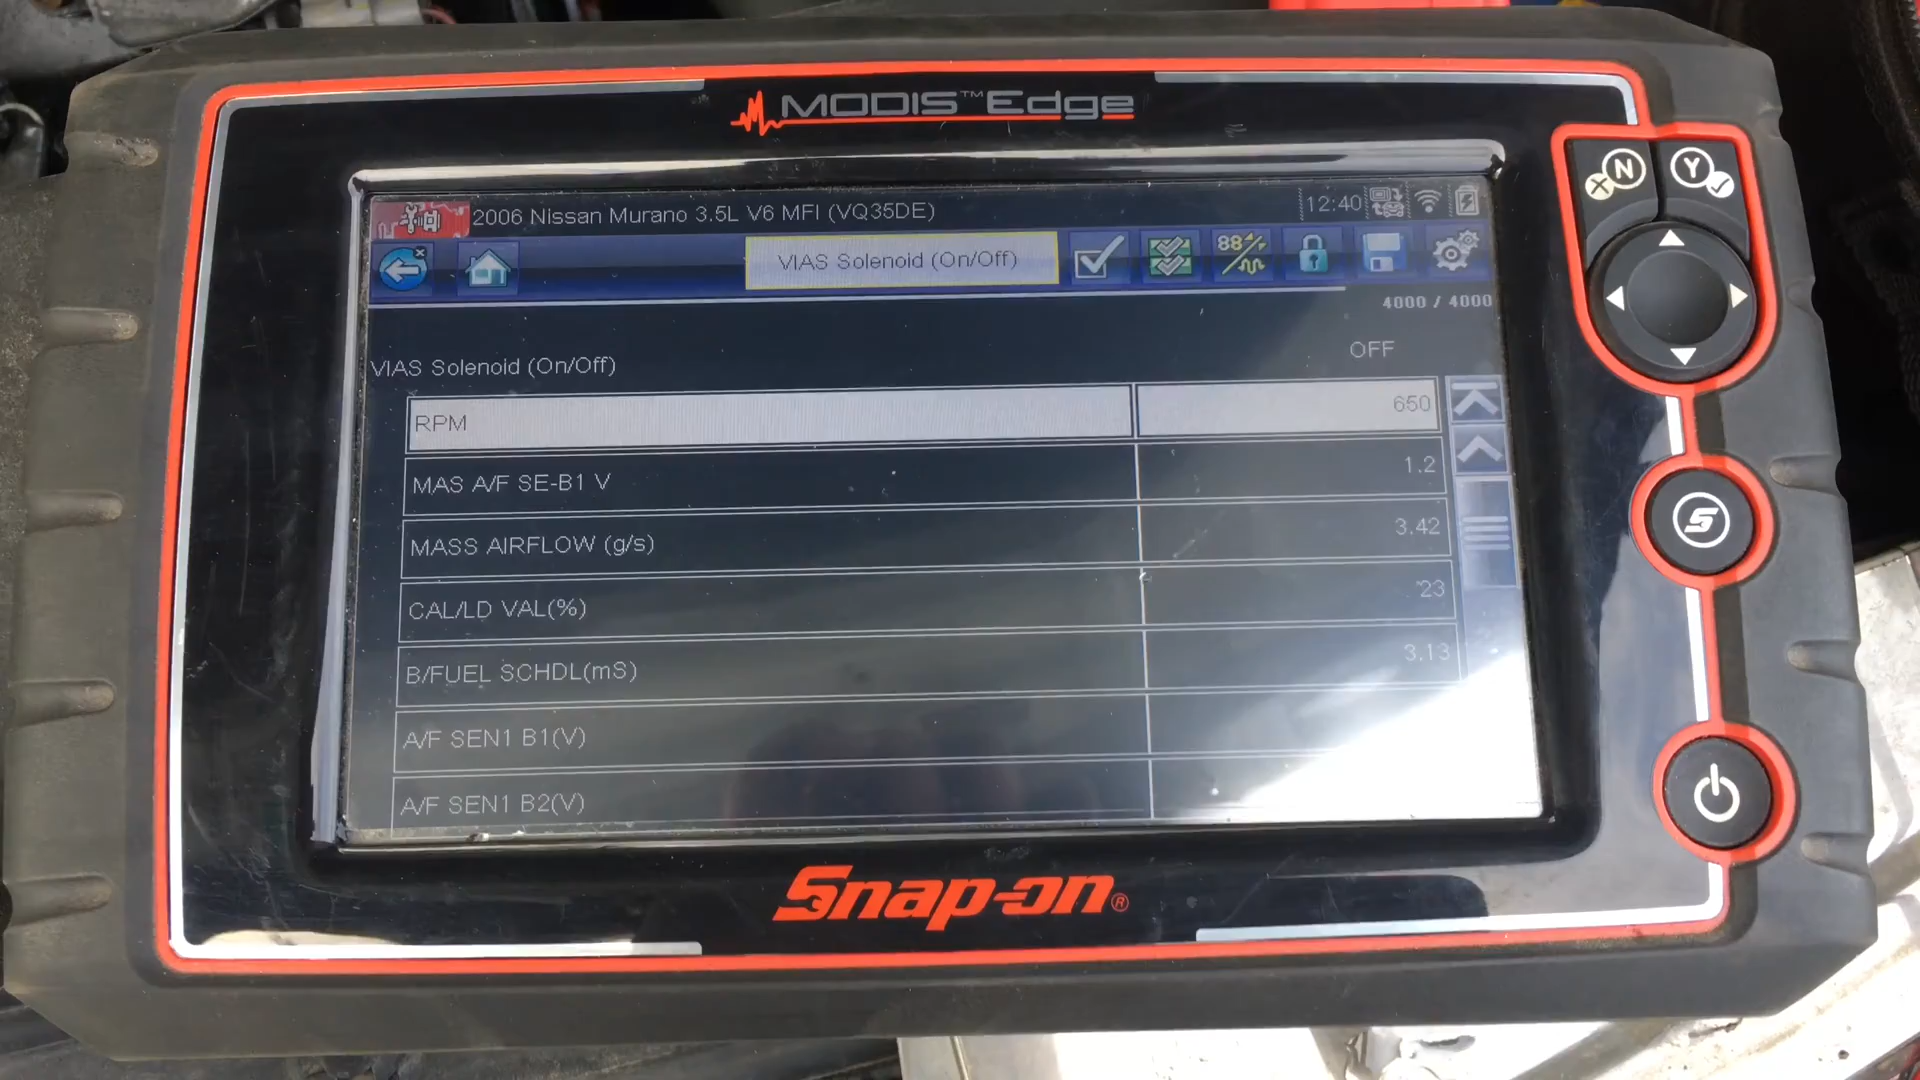 MODIS™ Edge
N
Y
2006 Nissan Murano 3.5L V6 MFI (VQ35DE)
12:40
VIAS Solenoid (On/Off)
4000 / 4000
VIAS Solenoid (On/Off) OFF
RPM 650
MAS A/F SE-B1 V 1.2
MASS AIRFLOW (g/s) 3.42
CAL/LD VAL(%) 23
B/FUEL SCHDL(mS) 3.13
A/F SEN1 B1(V)
A/F SEN1 B2(V)
Snap-on®